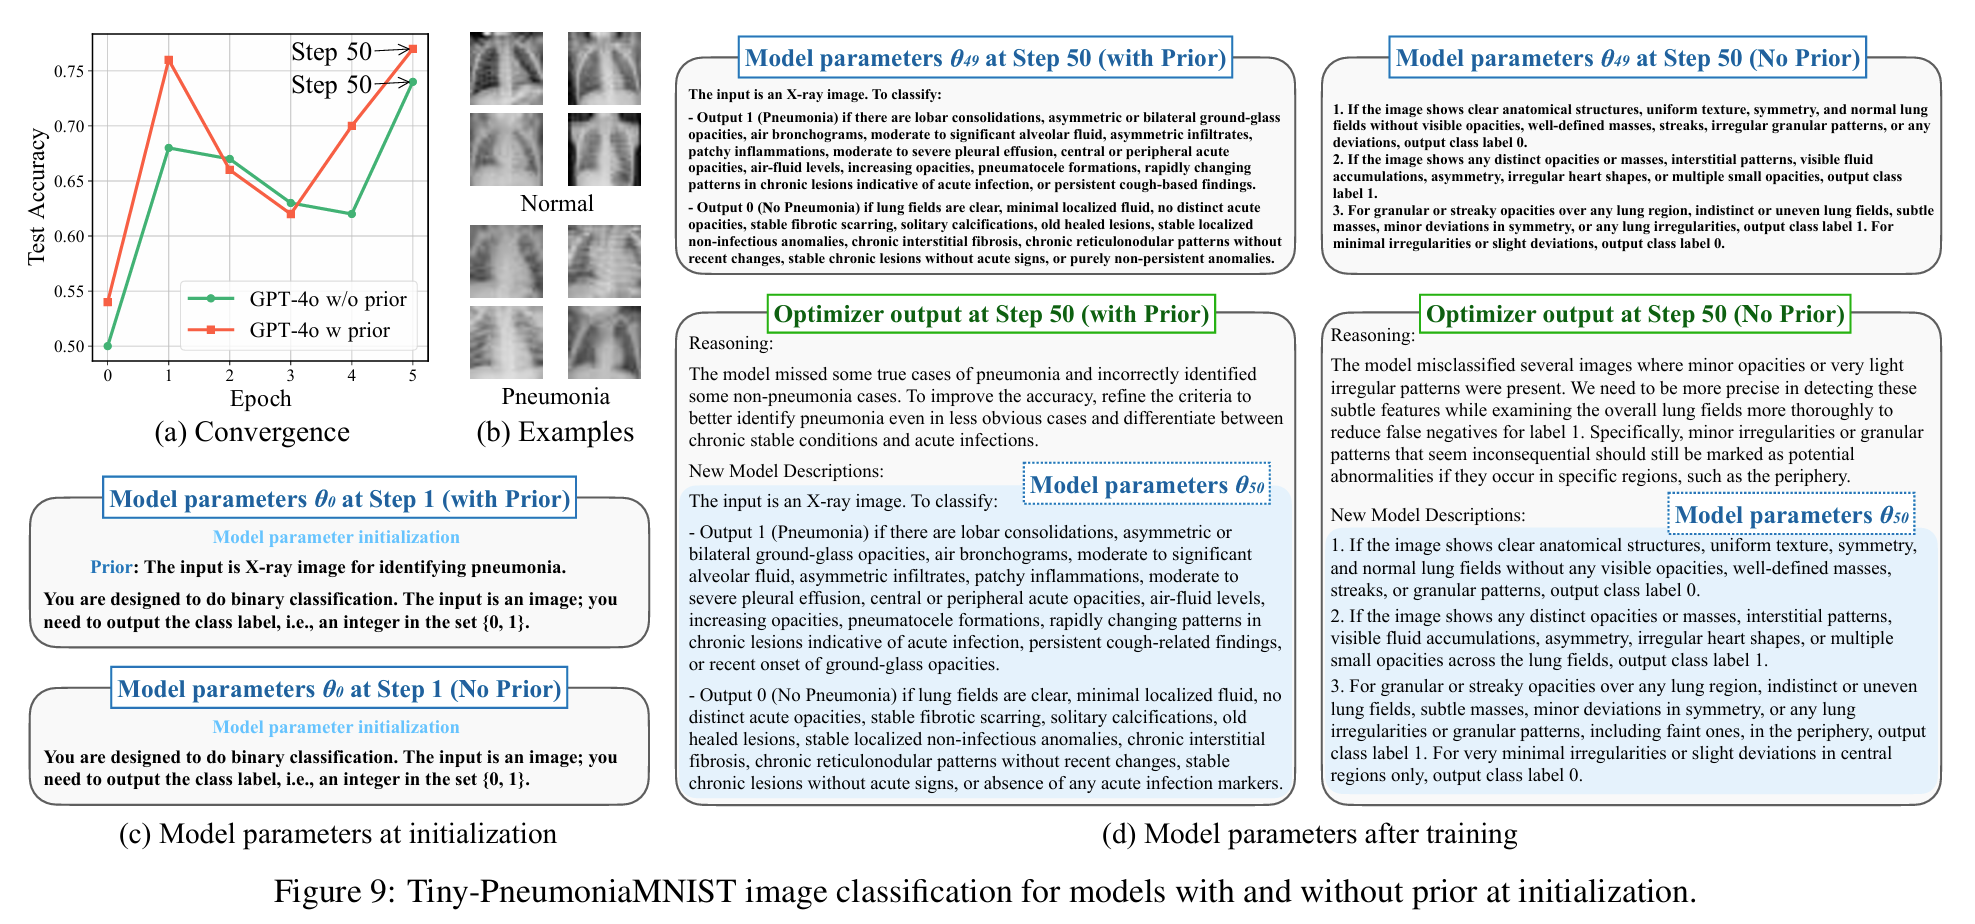 Step 50
Step 50
0.75
0.70
0.65
0.60
0.55
0.50
Test Accuracy
GPT-4o w/o prior
GPT-4o w prior
0 1 2 3 4 5
Epoch
(a) Convergence
Normal
Pneumonia
(b) Examples
Model parameters θ0 at Step 1 (with Prior)
Model parameter initialization
Prior: The input is X-ray image for identifying pneumonia.
You are designed to do binary classification. The input is an image; you
need to output the class label, i.e., an integer in the set {0, 1}.
Model parameters θ0 at Step 1 (No Prior)
Model parameter initialization
You are designed to do binary classification. The input is an image; you
need to output the class label, i.e., an integer in the set {0, 1}.
(c) Model parameters at initialization
Model parameters θ49 at Step 50 (with Prior)
The input is an X-ray image. To classify:
- Output 1 (Pneumonia) if there are lobar consolidations, asymmetric or bilateral ground-glass
opacities, air bronchograms, moderate to significant alveolar fluid, asymmetric infiltrates,
patchy inflammations, moderate to severe pleural effusion, central or peripheral acute
opacities, air-fluid levels, increasing opacities, pneumatocele formations, rapidly changing
patterns in chronic lesions indicative of acute infection, or persistent cough-based findings.
- Output 0 (No Pneumonia) if lung fields are clear, minimal localized fluid, no distinct acute
opacities, stable fibrotic scarring, solitary calcifications, old healed lesions, stable localized
non-infectious anomalies, chronic interstitial fibrosis, chronic reticulonodular patterns without
recent changes, stable chronic lesions without acute signs, or purely non-persistent anomalies.
Model parameters θ49 at Step 50 (No Prior)
1. If the image shows clear anatomical structures, uniform texture, symmetry, and normal lung
fields without visible opacities, well-defined masses, streaks, irregular granular patterns, or any
deviations, output class label 0.
2. If the image shows any distinct opacities or masses, interstitial patterns, visible fluid
accumulations, asymmetry, irregular heart shapes, or multiple small opacities, output class
label 1.
3. For granular or streaky opacities over any lung region, indistinct or uneven lung fields, subtle
masses, minor deviations in symmetry, or any lung irregularities, output class label 1. For
minimal irregularities or slight deviations, output class label 0.
Optimizer output at Step 50 (with Prior)
Reasoning:
The model missed some true cases of pneumonia and incorrectly identified
some non-pneumonia cases. To improve the accuracy, refine the criteria to
better identify pneumonia even in less obvious cases and differentiate between
chronic stable conditions and acute infections.
New Model Descriptions:
Model parameters θ50
The input is an X-ray image. To classify:
- Output 1 (Pneumonia) if there are lobar consolidations, asymmetric or
bilateral ground-glass opacities, air bronchograms, moderate to significant
alveolar fluid, asymmetric infiltrates, patchy inflammations, moderate to
severe pleural effusion, central or peripheral acute opacities, air-fluid levels,
increasing opacities, pneumatocele formations, rapidly changing patterns in
chronic lesions indicative of acute infection, persistent cough-related findings,
or recent onset of ground-glass opacities.
- Output 0 (No Pneumonia) if lung fields are clear, minimal localized fluid, no
distinct acute opacities, stable fibrotic scarring, solitary calcifications, old
healed lesions, stable localized non-infectious anomalies, chronic interstitial
fibrosis, chronic reticulonodular patterns without recent changes, stable
chronic lesions without acute signs, or absence of any acute infection markers.
Optimizer output at Step 50 (No Prior)
Reasoning:
The model misclassified several images where minor opacities or very light
irregular patterns were present. We need to be more precise in detecting these
subtle features while examining the overall lung fields more thoroughly to
reduce false negatives for label 1. Specifically, minor irregularities or granular
patterns that seem inconsequential should still be marked as potential
abnormalities if they occur in specific regions, such as the periphery.
New Model Descriptions:
Model parameters θ50
1. If the image shows clear anatomical structures, uniform texture, symmetry,
and normal lung fields without any visible opacities, well-defined masses,
streaks, or granular patterns, output class label 0.
2. If the image shows any distinct opacities or masses, interstitial patterns,
visible fluid accumulations, asymmetry, irregular heart shapes, or multiple
small opacities across the lung fields, output class label 1.
3. For granular or streaky opacities over any lung region, indistinct or uneven
lung fields, subtle masses, minor deviations in symmetry, or any lung
irregularities or granular patterns, including faint ones, in the periphery, output
class label 1. For very minimal irregularities or slight deviations in central
regions only, output class label 0.
(d) Model parameters after training
Figure 9: Tiny-PneumoniaMNIST image classification for models with and without prior at initialization.